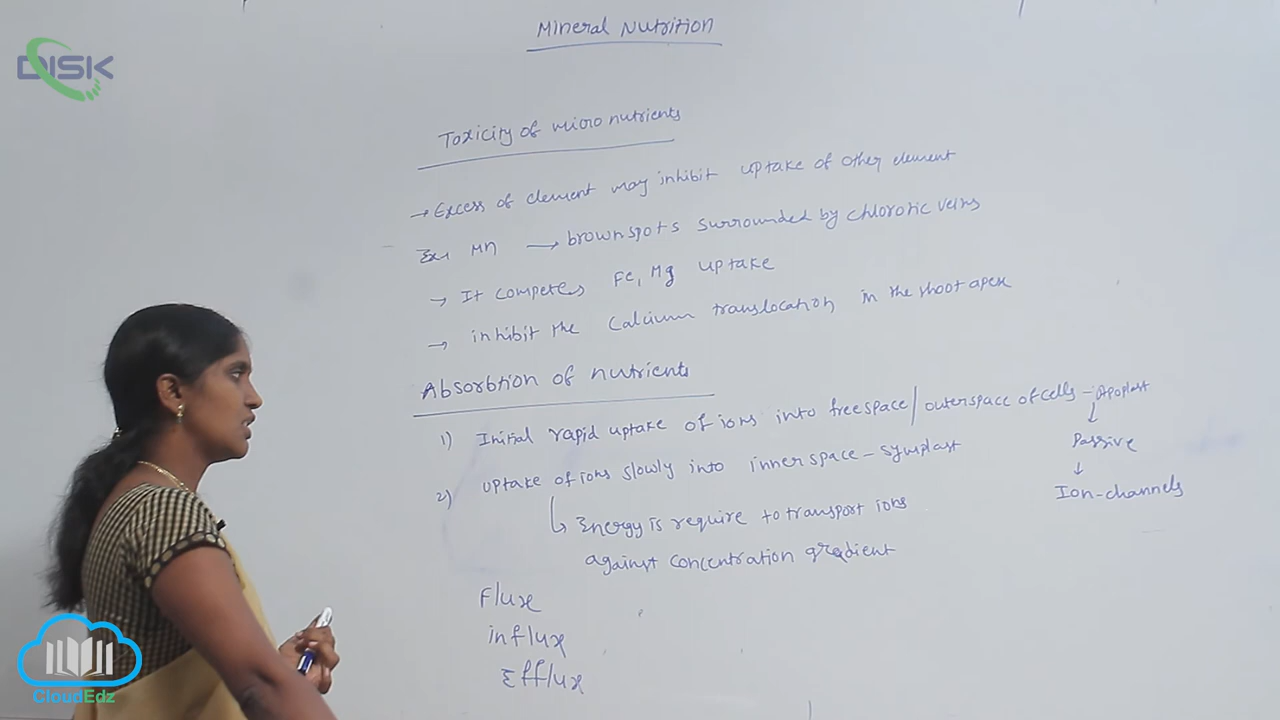 Mineral Nutrition
DISK
Toxicity of micronutrients
→ Excess of element may inhibit uptake of other element
Ex: Mn → brown spots surrounded by chlorotic veins
→ It competes Fe, Mg uptake
→ inhibit the calcium translocation in the shoot apex
Absorbtion of nutrients
1) Initial rapid uptake of ions into freespace/outerspace of cells - Apoplast
↓
Passive
↓
Ion-channels
2) uptake of ions slowly into innerspace - symplast
↳ Energy is require to transport ions
against concentration gradient
Flux
influx
Efflux
CloudEdz